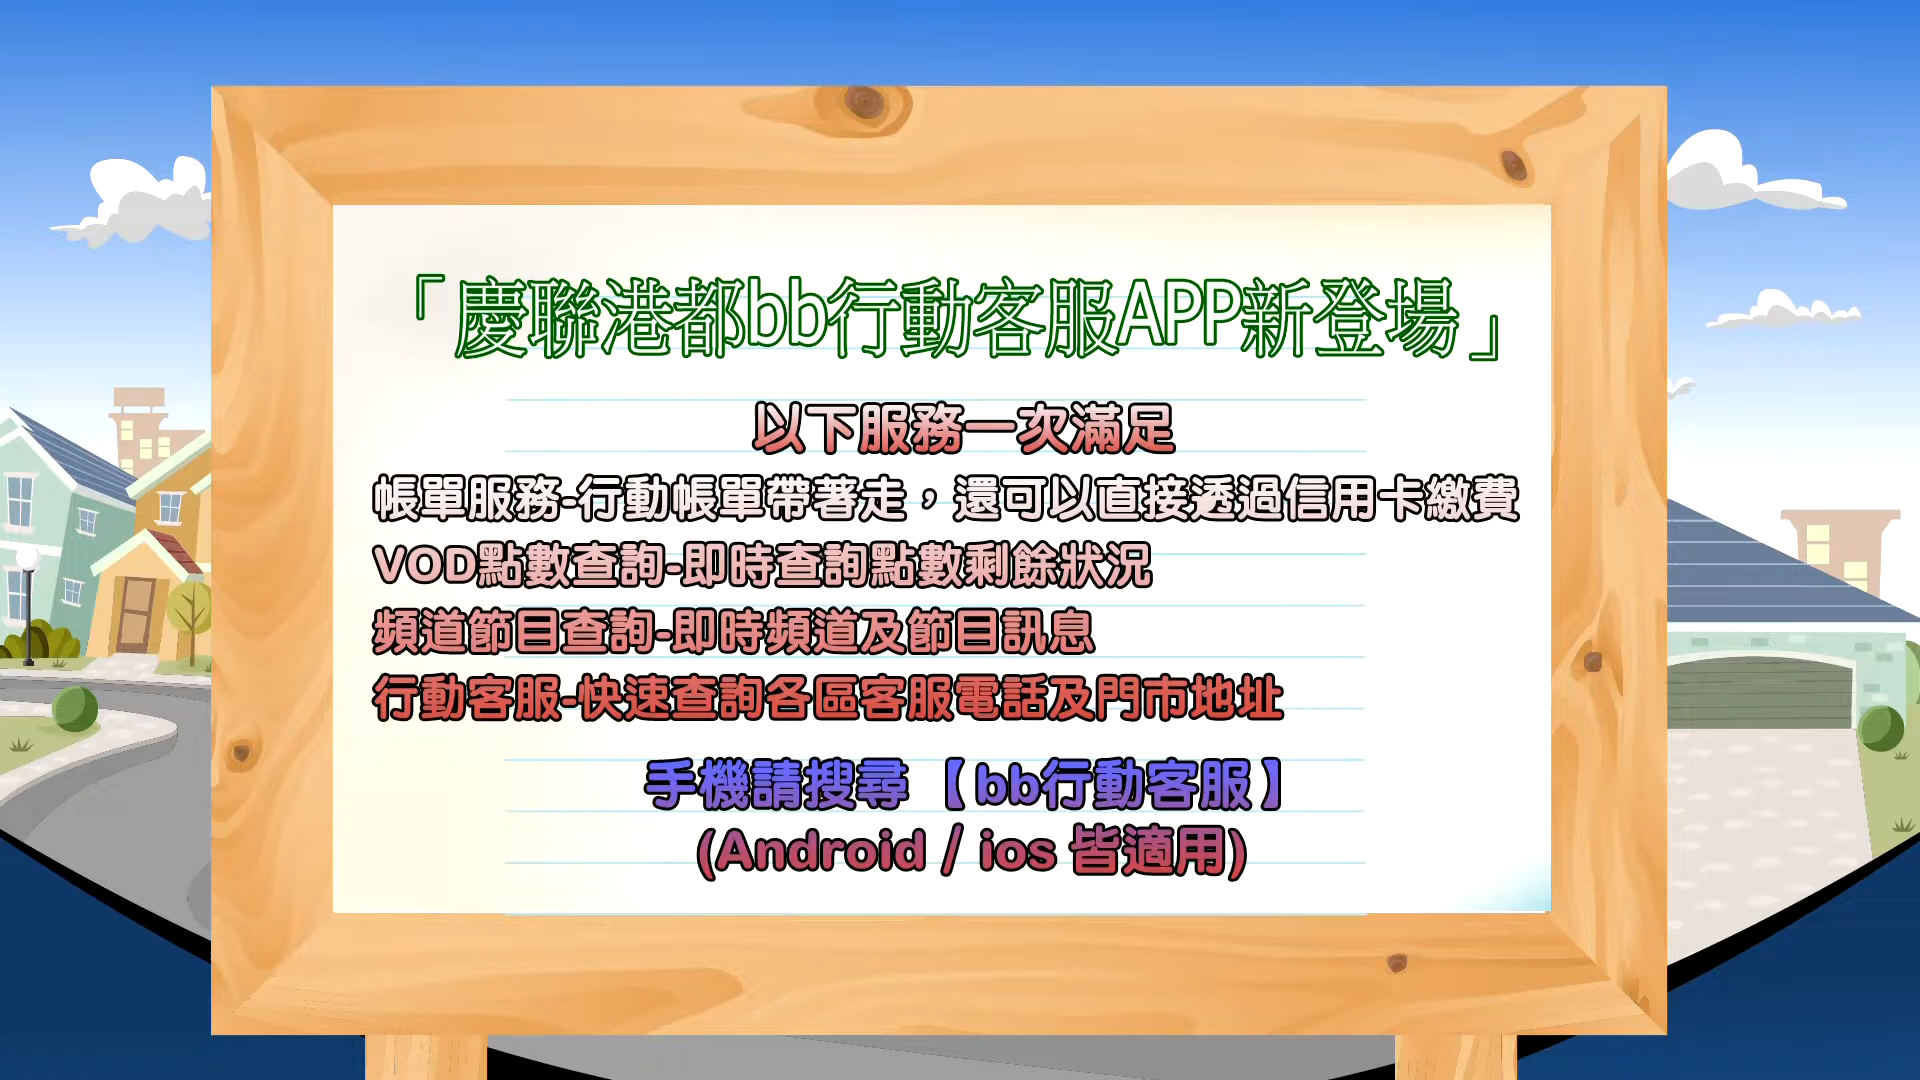 「慶聯港都bb行動客服APP新登場」
以下服務一次滿足
帳單服務-行動帳單帶著走，還可以直接透過信用卡繳費
VOD點數查詢-即時查詢點數剩餘狀況
頻道節目查詢-即時頻道及節目訊息
行動客服-快速查詢各區客服電話及門市地址
手機請搜尋【bb行動客服】
(Android / ios 皆適用)